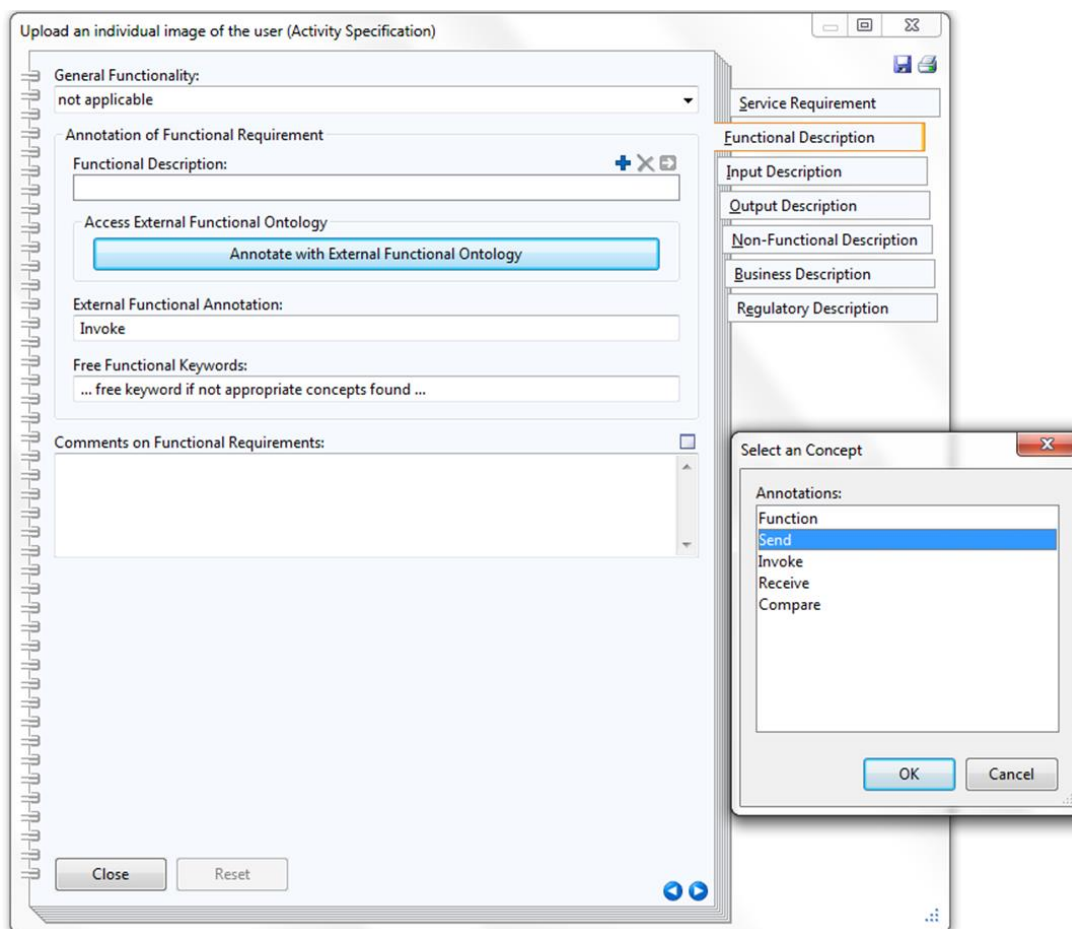 Upload an individual image of the user (Activity Specification)
General Functionality:
not applicable
Annotation of Functional Requirement
Functional Description:
Access External Functional Ontology
Annotate with External Functional Ontology
External Functional Annotation:
Invoke
Free Functional Keywords:
... free keyword if not appropriate concepts found ...
Comments on Functional Requirements:
Close
Reset
Service Requirement
Functional Description
Input Description
Output Description
Non-Functional Description
Business Description
Regulatory Description
Select an Concept
Annotations:
Function
Send
Invoke
Receive
Compare
OK
Cancel